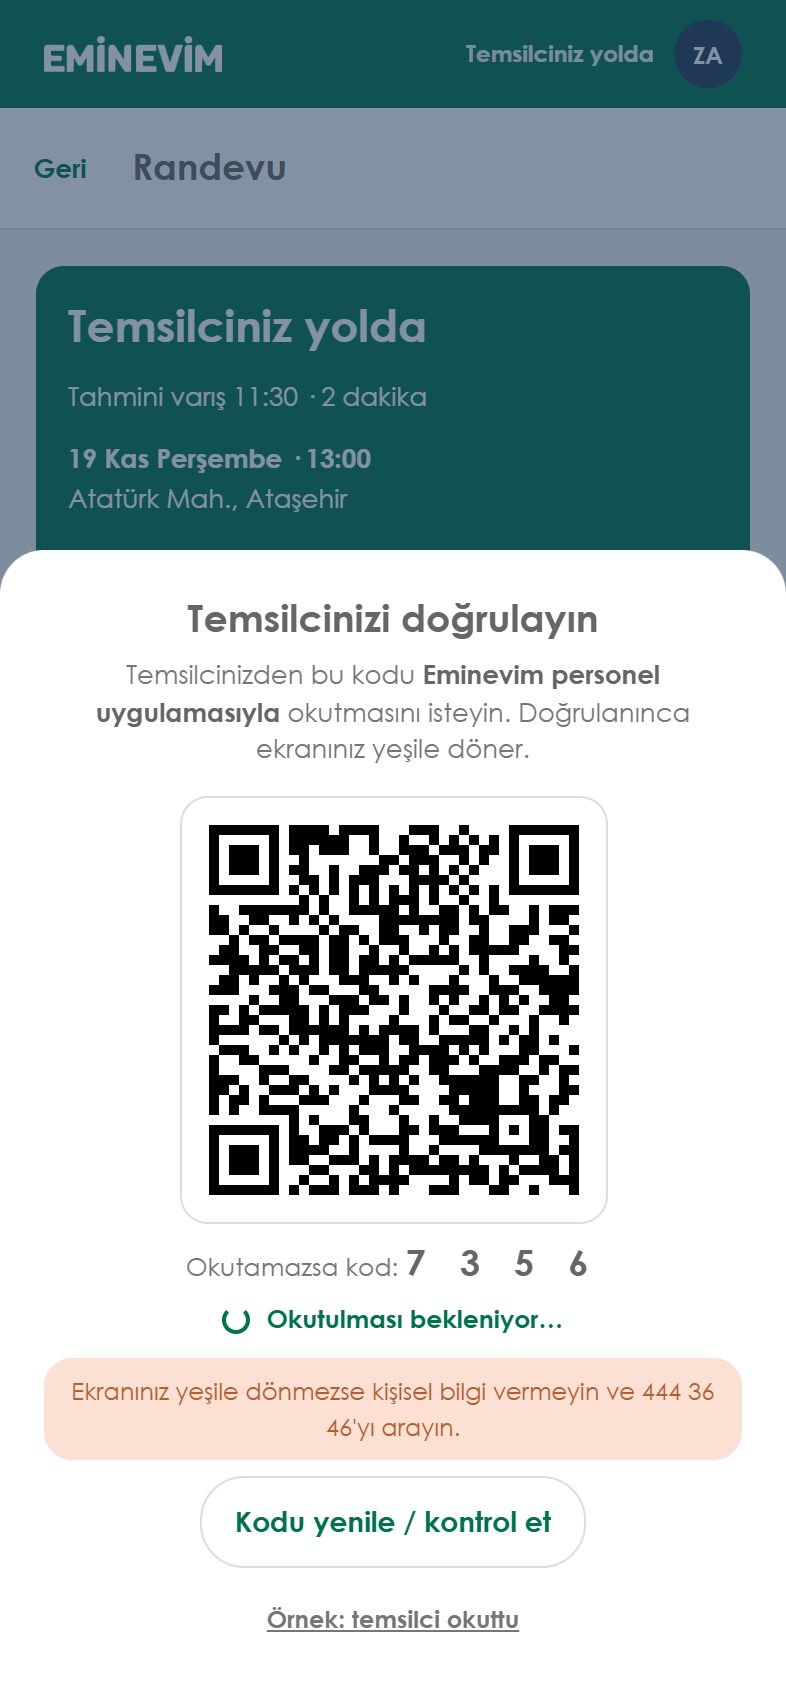 EMİNEVİM
Temsilciniz yolda
ZA
Geri
Randevu
Temsilciniz yolda
Tahmini varış 11:30 · 2 dakika
19 Kas Perşembe · 13:00
Atatürk Mah., Ataşehir
Temsilcinizi doğrulayın
Temsilcinizden bu kodu Eminevim personel
uygulamasıyla okutmasını isteyin. Doğrulanınca
ekranınız yeşile döner.
Okutamazsa kod: 7 3 5 6
Okutulması bekleniyor...
Ekranınız yeşile dönmezse kişisel bilgi vermeyin ve 444 36
46'yı arayın.
Kodu yenile / kontrol et
Örnek: temsilci okuttu